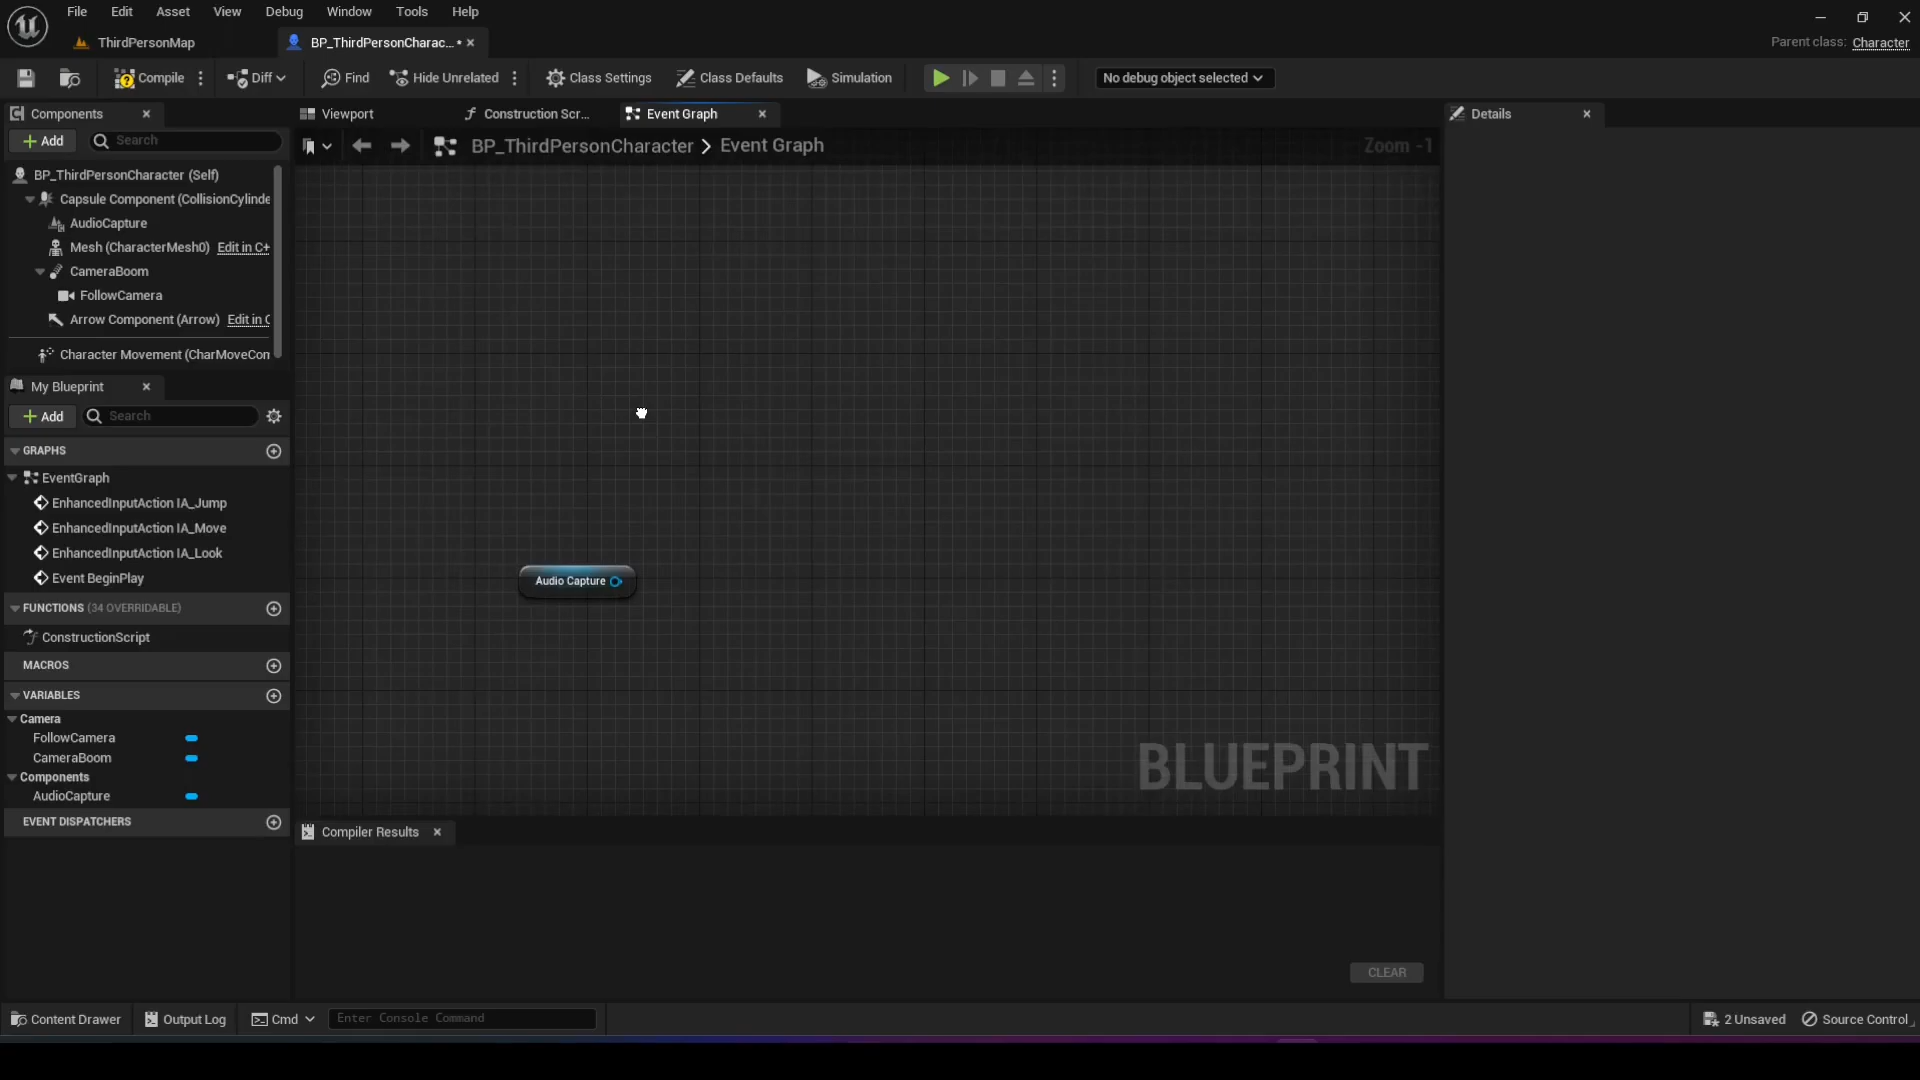 File Edit Asset View Debug Window Tools Help
ThirdPersonMap
BP_ThirdPersonCharac... •
Parent class: Character
Compile
Diff
Find
Hide Unrelated
Class Settings
Class Defaults
Simulation
No debug object selected
Components
Add
Search
BP_ThirdPersonCharacter (Self)
Capsule Component (CollisionCylinde
AudioCapture
Mesh (CharacterMesh0) Edit in C+
CameraBoom
FollowCamera
Arrow Component (Arrow) Edit in C
Character Movement (CharMoveCon
My Blueprint
Add
Search
GRAPHS
EventGraph
EnhancedInputAction IA_Jump
EnhancedInputAction IA_Move
EnhancedInputAction IA_Look
Event BeginPlay
FUNCTIONS (34 OVERRIDABLE)
ConstructionScript
MACROS
VARIABLES
Camera
FollowCamera
CameraBoom
Components
AudioCapture
EVENT DISPATCHERS
Viewport
Construction Scr...
Event Graph
BP_ThirdPersonCharacter > Event Graph
Zoom -1
Audio Capture
BLUEPRINT
Compiler Results
CLEAR
Details
Content Drawer
Output Log
Cmd
Enter Console Command
2 Unsaved
Source Control